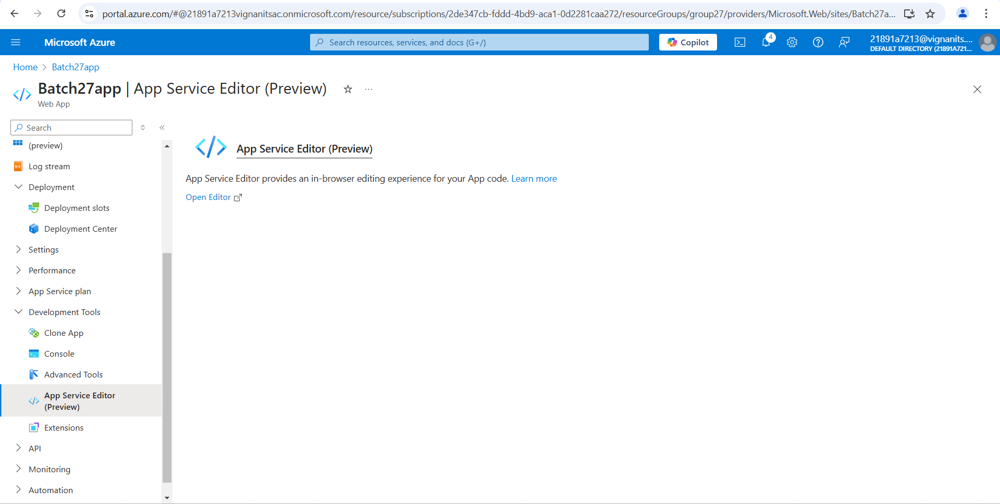 portal.azure.com/#@21891a7213vignanitsac.onmicrosoft.com/resource/subscriptions/2de347cb-fddd-4bd9-aca1-0d2281caa272/resourceGroups/group27/providers/Microsoft.Web/sites/Batch27a...
Microsoft Azure
Search resources, services, and docs (G+/)
Copilot
4
21891a7213@vignanits....
DEFAULT DIRECTORY (21891A721...
Home > Batch27app
Batch27app | App Service Editor (Preview)
Web App
Search
(preview)
Log stream
Deployment
Deployment slots
Deployment Center
Settings
Performance
App Service plan
Development Tools
Clone App
Console
Advanced Tools
App Service Editor
(Preview)
Extensions
API
Monitoring
Automation
App Service Editor (Preview)
App Service Editor provides an in-browser editing experience for your App code. Learn more
Open Editor